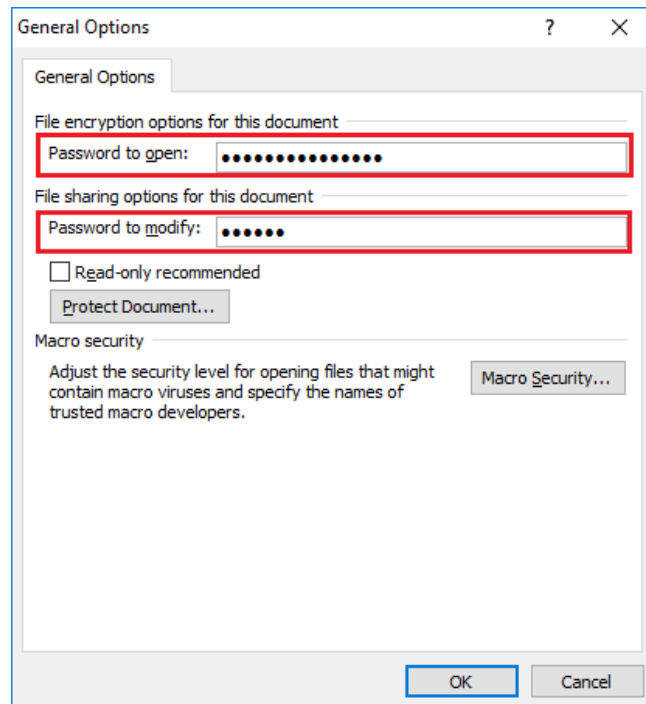 General Options ? ✕
General Options
File encryption options for this document
Password to open: •••••••••••••••
File sharing options for this document
Password to modify: ••••••
Read-only recommended
Protect Document...
Macro security
Adjust the security level for opening files that might
contain macro viruses and specify the names of
trusted macro developers.
Macro Security...
OK Cancel